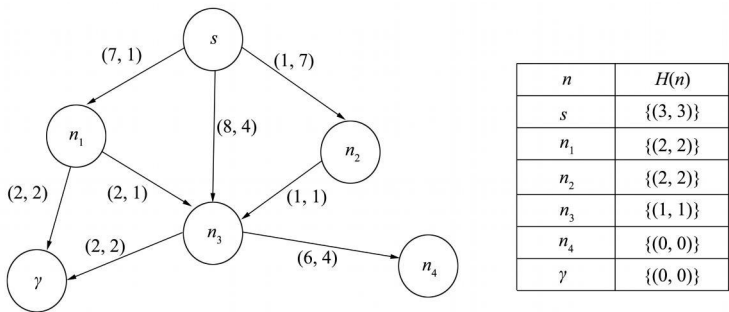 s
(7, 1)
(1, 7)
(8, 4)
n₁
n₂
(2, 2)
(2, 1)
(1, 1)
n₃
(2, 2)
(6, 4)
γ
n₄
n H(n)
s {(3, 3)}
n₁ {(2, 2)}
n₂ {(2, 2)}
n₃ {(1, 1)}
n₄ {(0, 0)}
γ {(0, 0)}